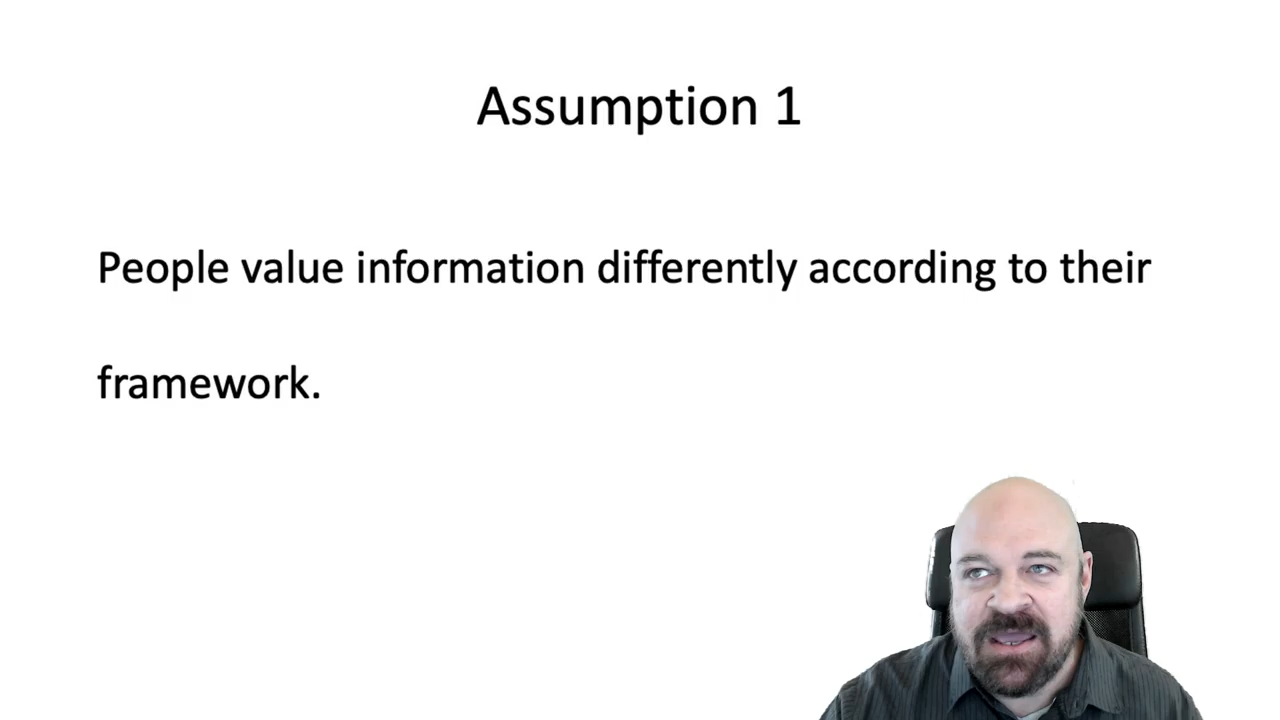 Assumption 1
People value information differently according to their
framework.